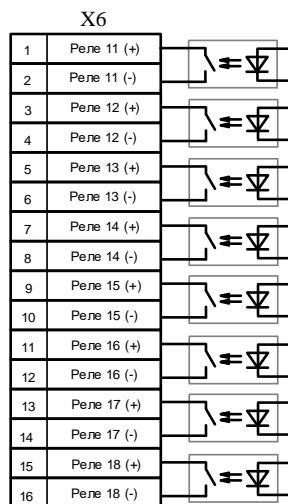 X6
1 Реле 11 (+)
2 Реле 11 (-)
3 Реле 12 (+)
4 Реле 12 (-)
5 Реле 13 (+)
6 Реле 13 (-)
7 Реле 14 (+)
8 Реле 14 (-)
9 Реле 15 (+)
10 Реле 15 (-)
11 Реле 16 (+)
12 Реле 16 (-)
13 Реле 17 (+)
14 Реле 17 (-)
15 Реле 18 (+)
16 Реле 18 (-)